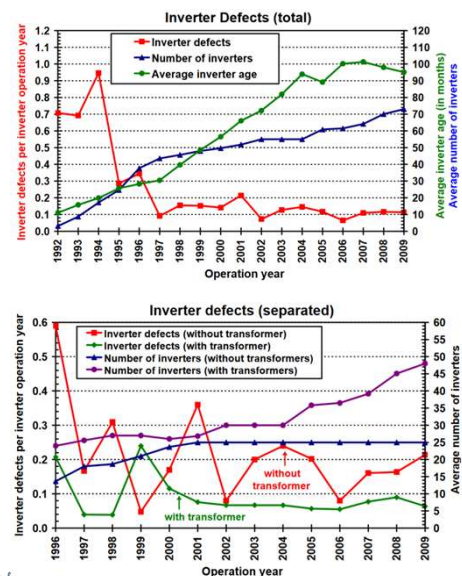 Inverter Defects (total)
Inverter defects per inverter operation year
1.2
1.1
1.0
0.9
0.8
0.7
0.6
0.5
0.4
0.3
0.2
0.1
0.0
Inverter defects
Number of inverters
Average inverter age
120
110
100
90
80
70
60
50
40
30
20
10
0
Average inverter age (in months)
Average number of inverters
1992 1993 1994 1995 1996 1997 1998 1999 2000 2001 2002 2003 2004 2005 2006 2007 2008 2009
Operation year
Inverter defects (separated)
Inverter defects per inverter operation year
0.6
0.5
0.4
0.3
0.2
0.1
0.0
Inverter defects (without transformer)
Inverter defects (with transformer)
Number of inverters (without transformers)
Number of inverters (with transformers)
without
transformer
with transformer
60
55
50
45
40
35
30
25
20
15
10
5
0
Average number of inverters
1996 1997 1998 1999 2000 2001 2002 2003 2004 2005 2006 2007 2008 2009
Operation year